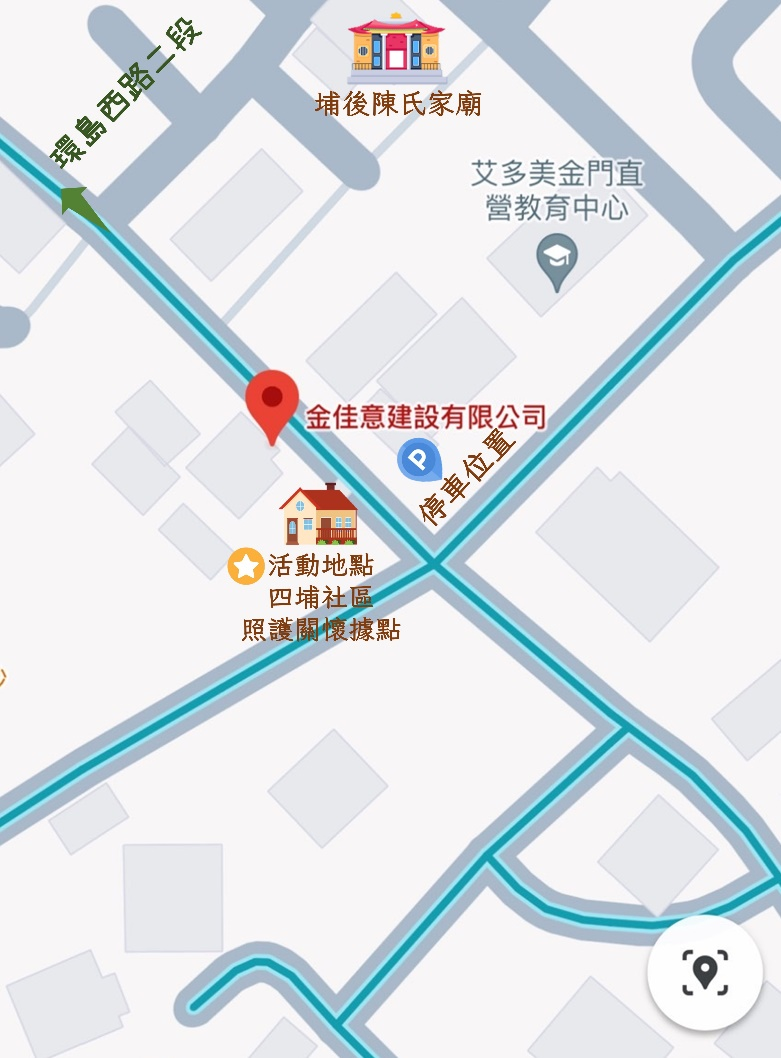 環島西路二段
埔後陳氏家廟
艾多美金門直
營教育中心
金佳意建設有限公司
P
停車位置
活動地點
四埔社區
照護關懷據點